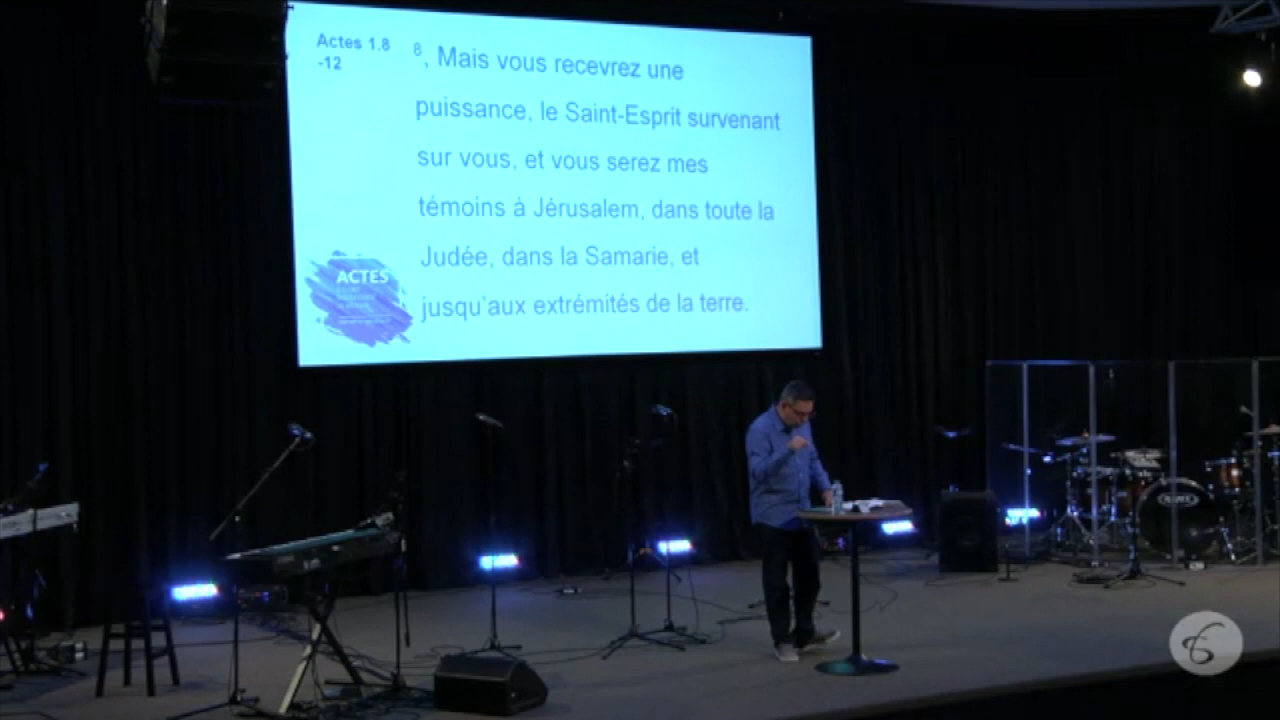 Actes 1.8
-12
8, Mais vous recevrez une
puissance, le Saint-Esprit survenant
sur vous, et vous serez mes
témoins à Jérusalem, dans toute la
Judée, dans la Samarie, et
jusqu'aux extrémités de la terre.
ACTES